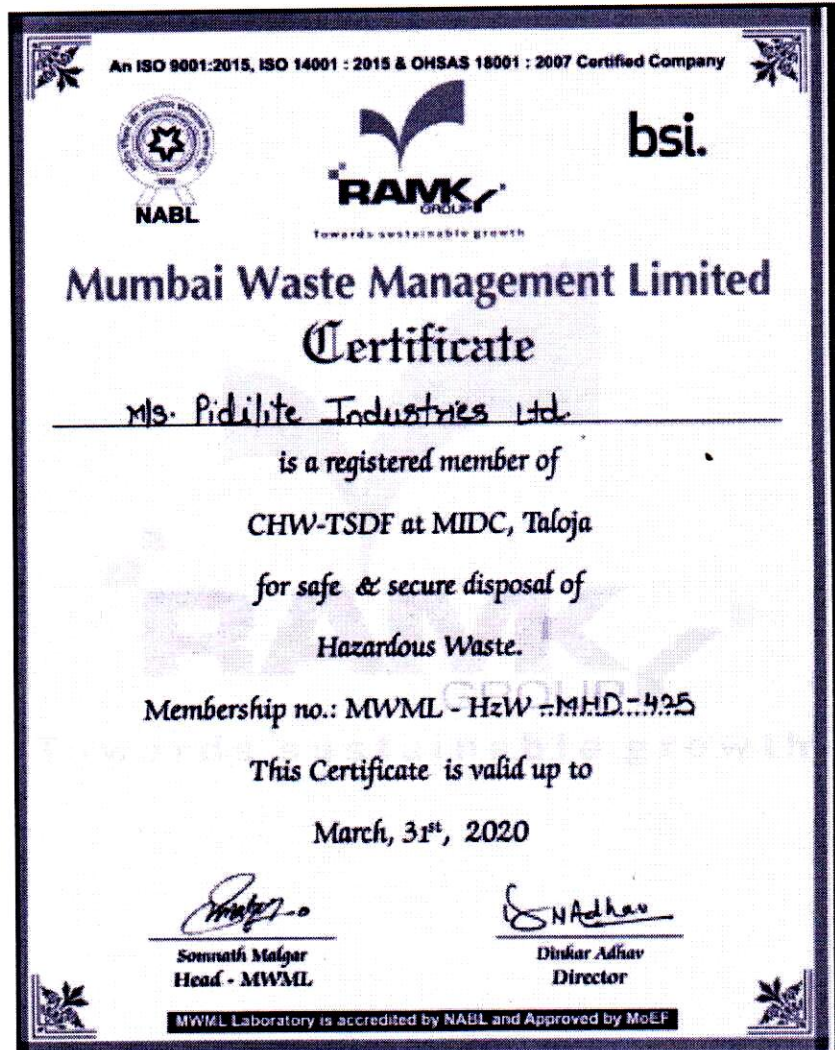 An ISO 9001:2015, ISO 14001 : 2015 & OHSAS 18001 : 2007 Certified Company
NABL
RAMKY
GROUP
Towards sustainable growth
bsi.
Mumbai Waste Management Limited
Certificate
M/s. Pidilite Industries Ltd.
is a registered member of
CHW-TSDF at MIDC, Taloja
for safe & secure disposal of
Hazardous Waste.
Membership no.: MWML - HzW -MHD-425
This Certificate is valid up to
March, 31st, 2020
Somnath Malgar
Head - MWML
DNAdhav
Dinkar Adhav
Director
MWML Laboratory is accredited by NABL and Approved by MoEF